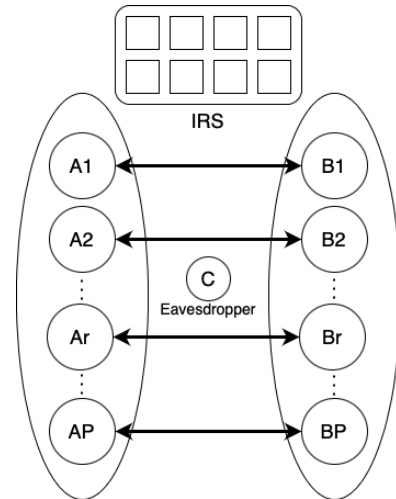 IRS
A1 B1
A2 B2
C
Eavesdropper
Ar Br
AP BP